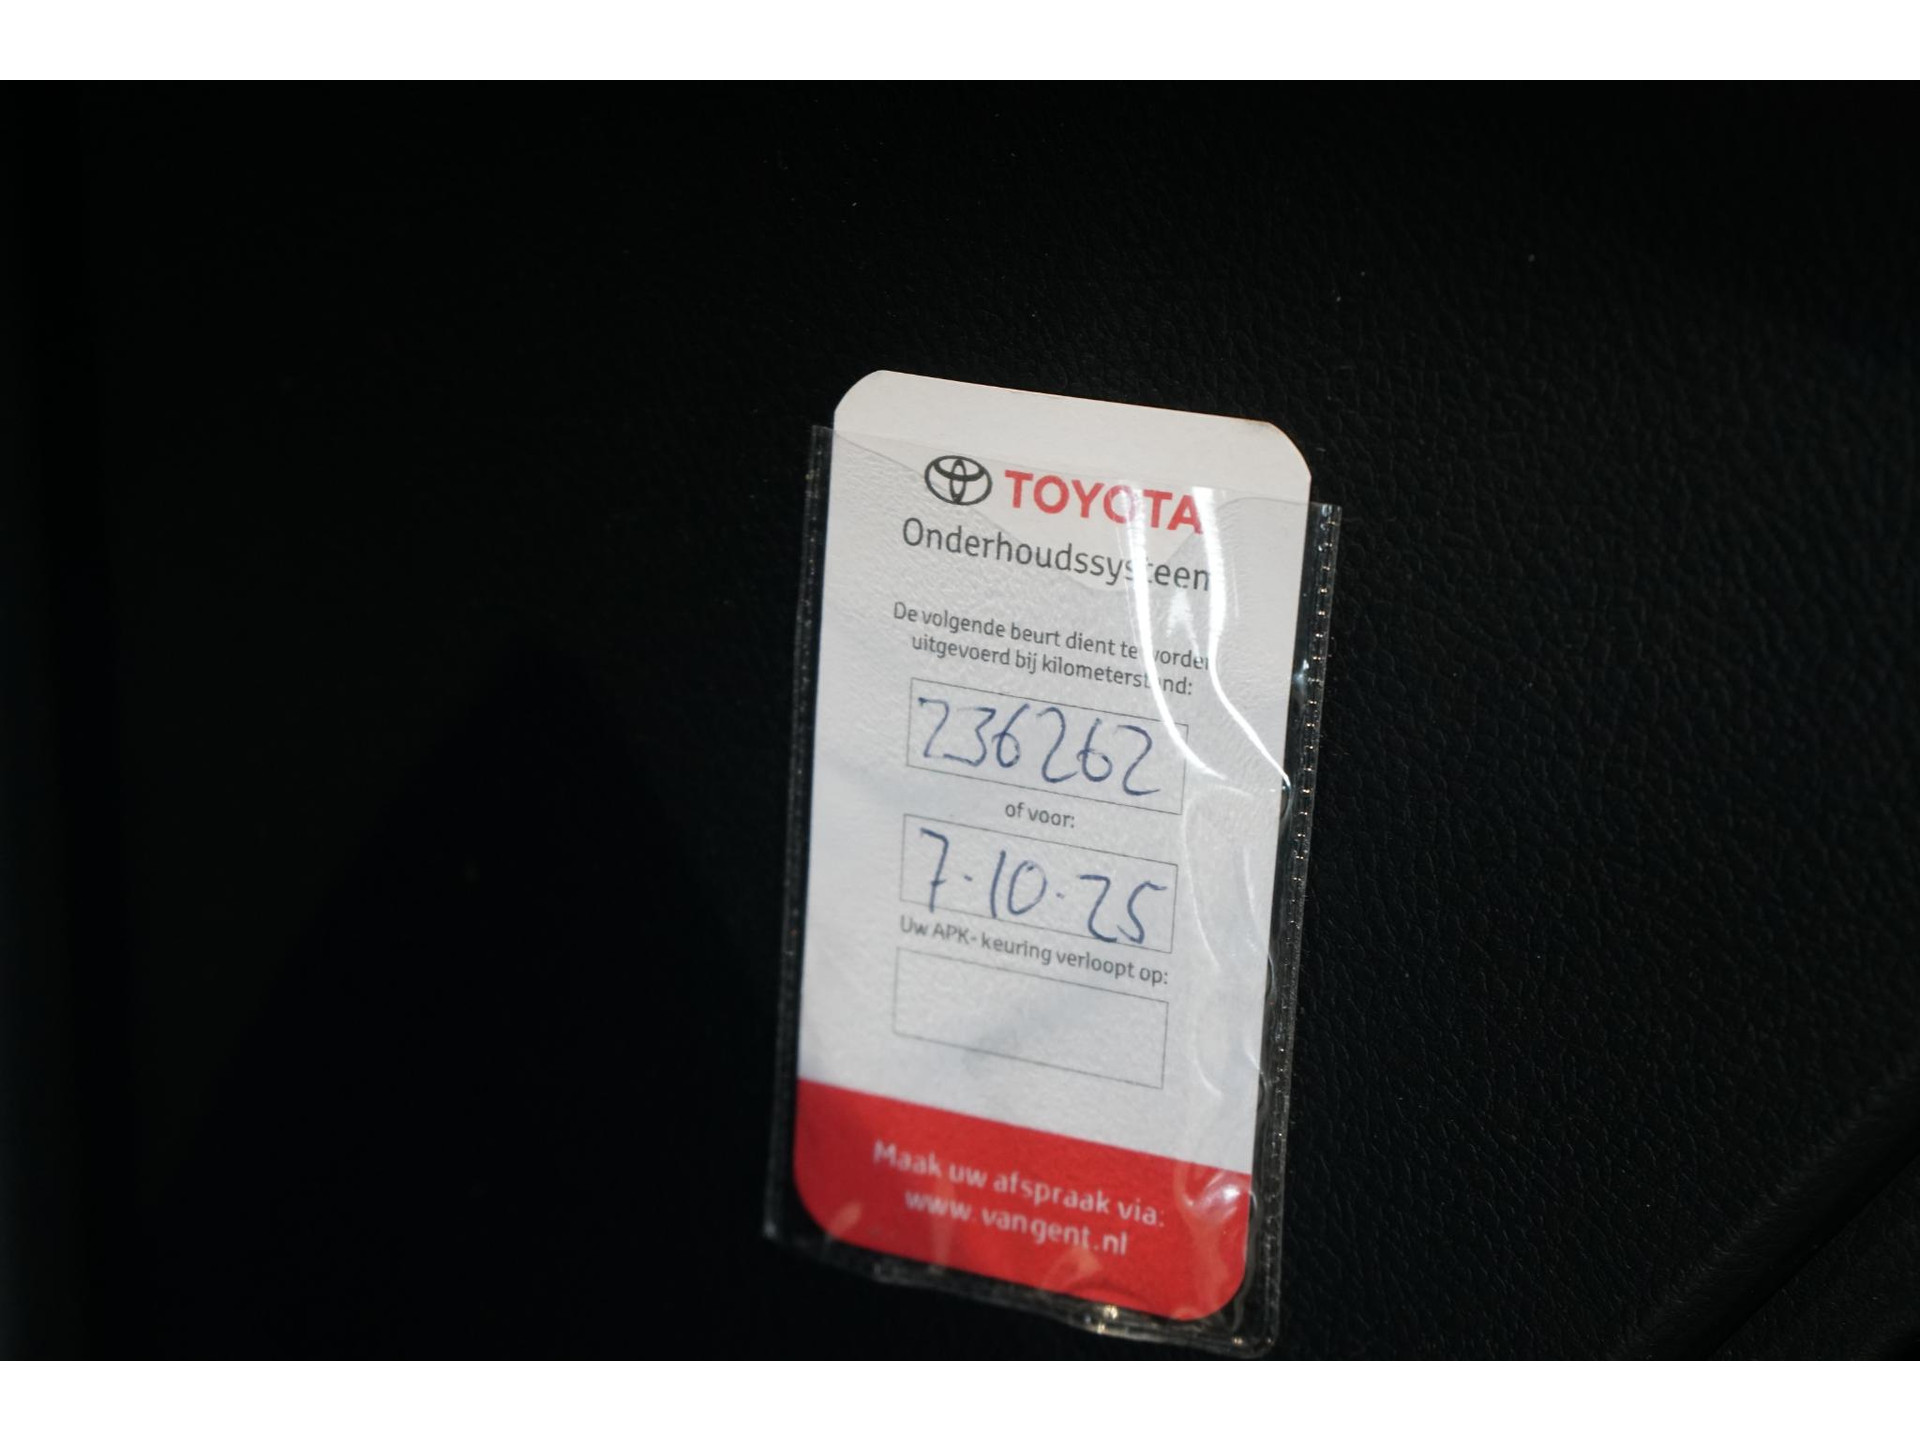 TOYOTA
Onderhoudssysteem
De volgende beurt dient te worden
uitgevoerd bij kilometerstand:
236262
of voor:
7-10-25
Uw APK-keuring verloopt op:
Maak uw afspraak via:
www.vangent.nl